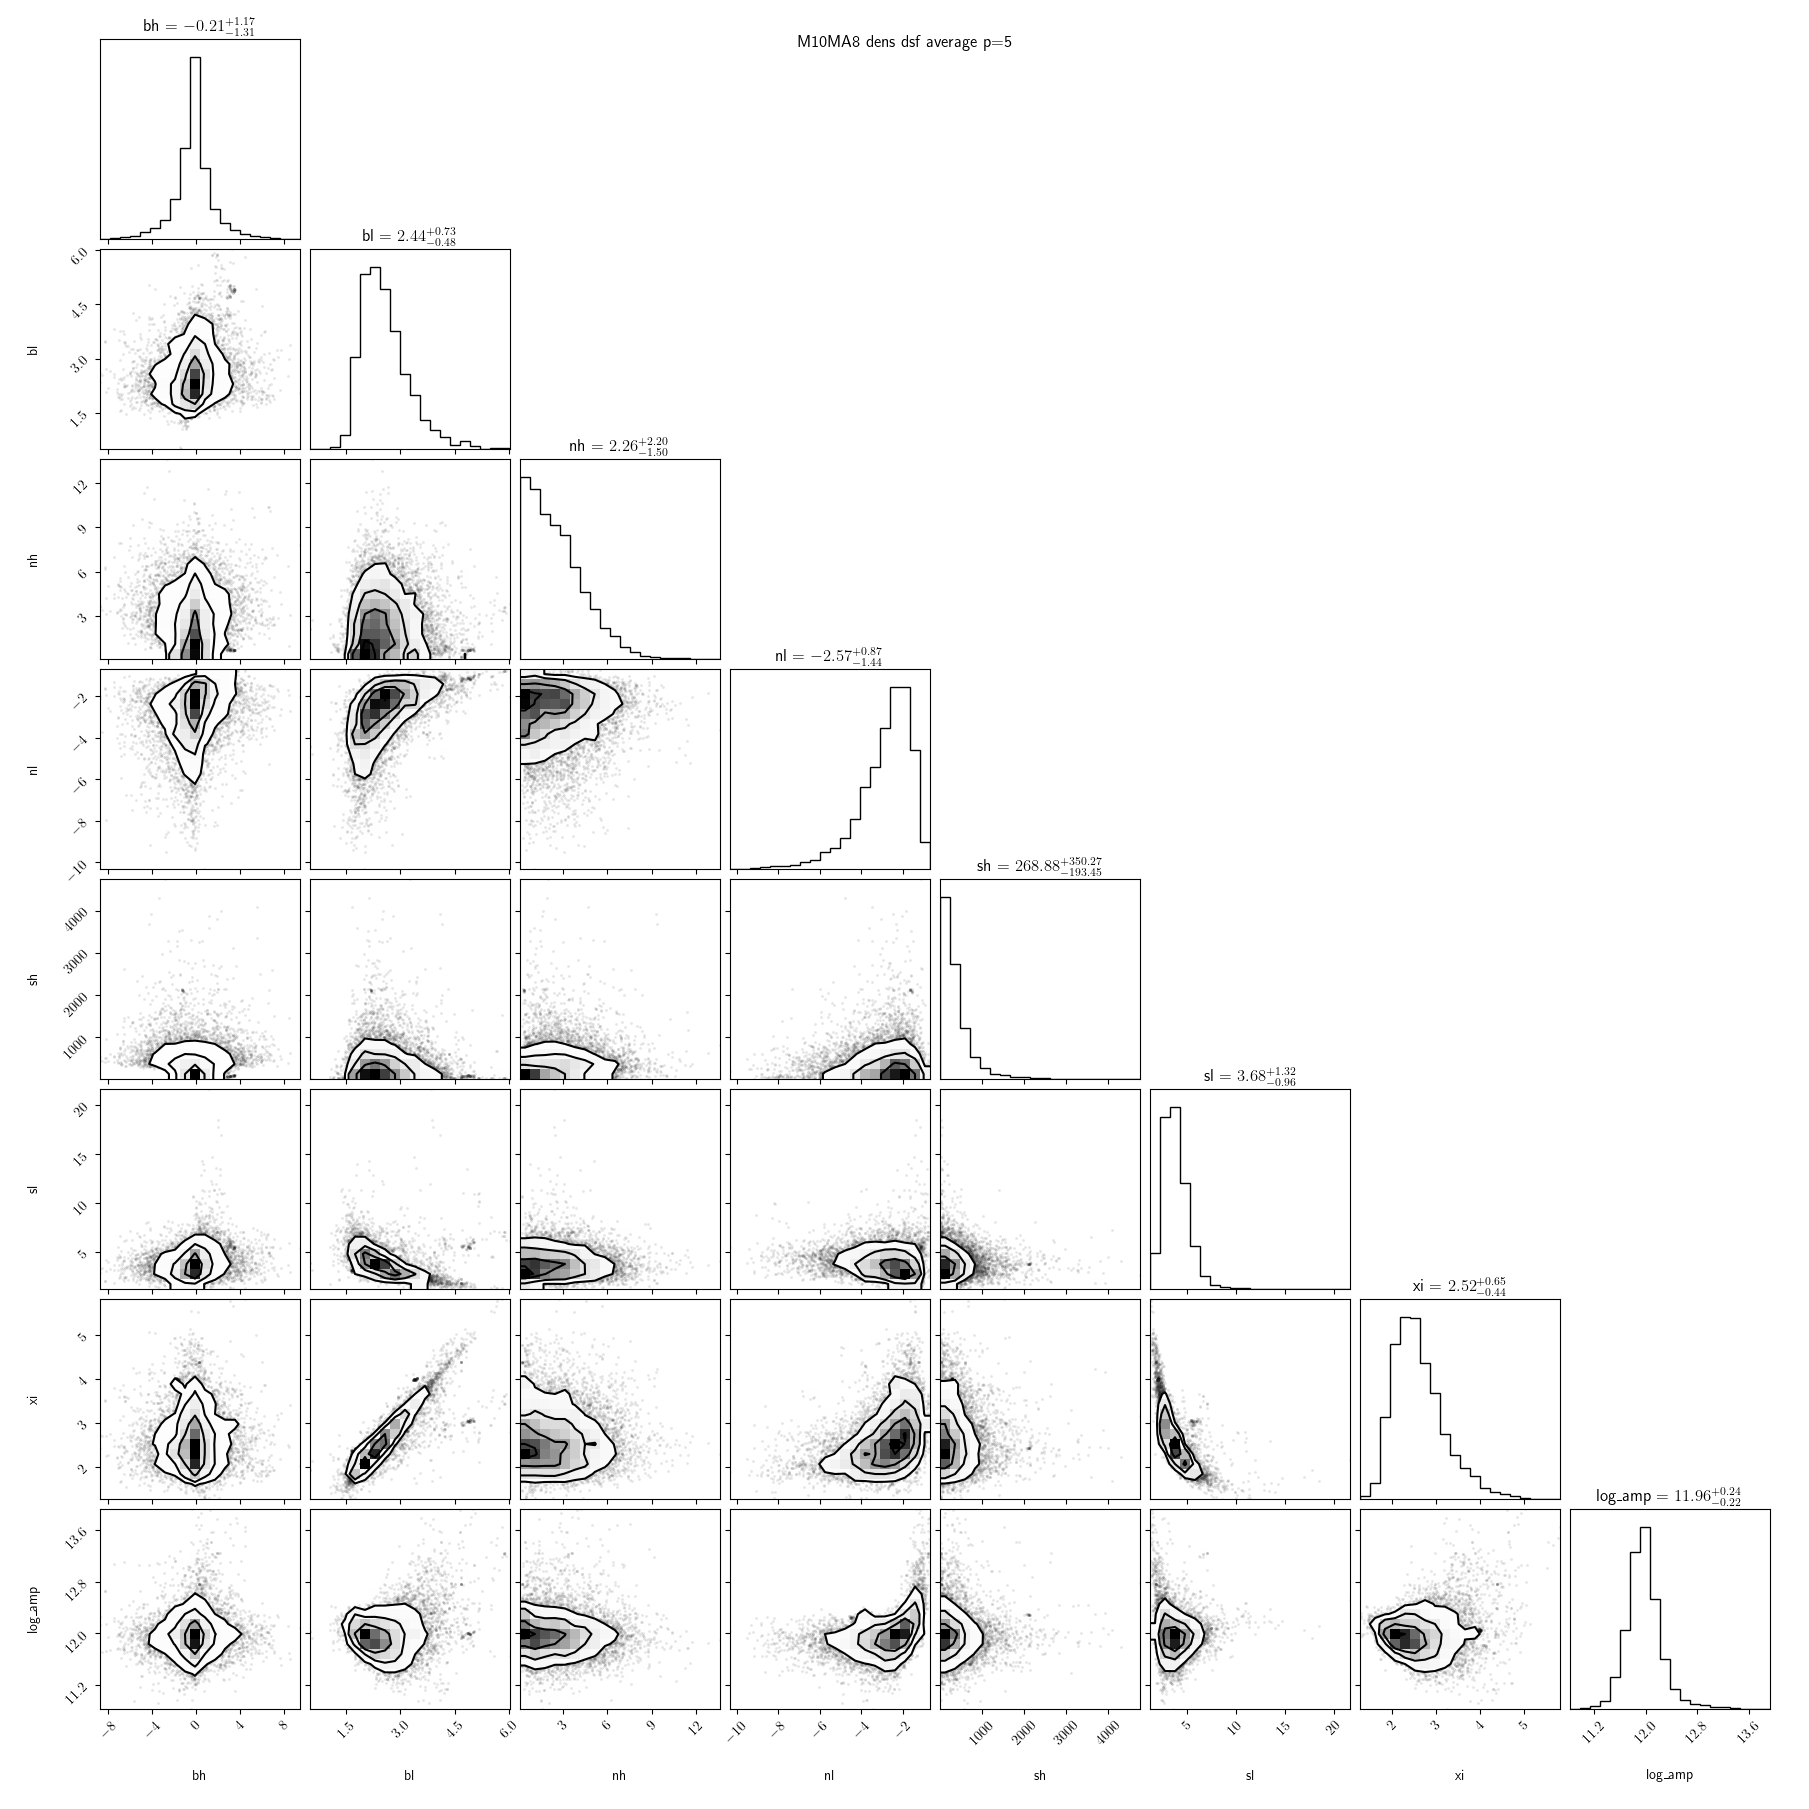 M10MA8 dens dsf average p=5
bh = −0.21 +1.17 −1.31
bl = 2.44 +0.73 −0.48
nh = 2.26 +2.20 −1.50
nl = −2.57 +0.87 −1.44
sh = 268.88 +350.27 −193.45
sl = 3.68 +1.32 −0.96
xi = 2.52 +0.65 −0.44
log_amp = 11.96 +0.24 −0.22
bl
6.0
4.5
3.0
1.5
nh
12
9
6
3
nl
−2
−4
−6
−8
−10
sh
4000
3000
2000
1000
sl
20
15
10
5
xi
5
4
3
2
log_amp
13.6
12.8
12.0
11.2
−8 −4 0 4 8
1.5 3.0 4.5 6.0
3 6 9 12
−10 −8 −6 −4 −2
1000 2000 3000 4000
5 10 15 20
2 3 4 5
11.2 12.0 12.8 13.6
bh bl nh nl sh sl xi log_amp